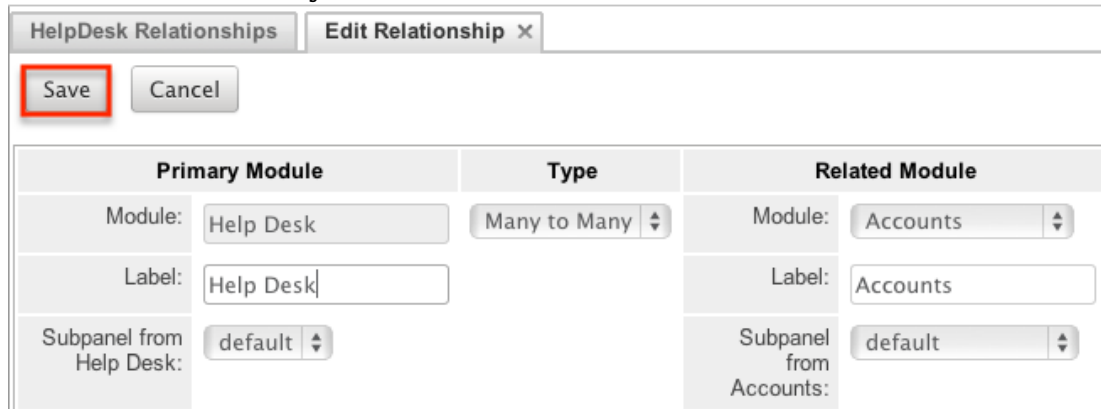 HelpDesk Relationships Edit Relationship ×
Save Cancel
Primary Module Type Related Module
Module: Help Desk Many to Many Module: Accounts
Label: Help Desk Label: Accounts
Subpanel from Help Desk: default Subpanel from Accounts: default